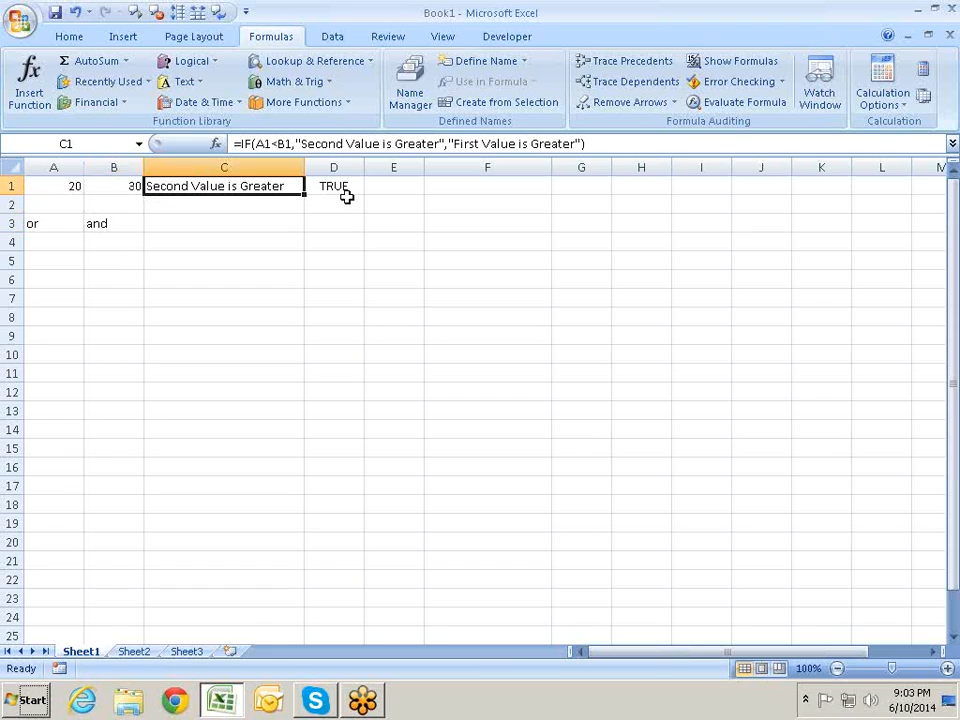 Book1 - Microsoft Excel
Home Insert Page Layout Formulas Data Review View Developer
fx Insert Function
Σ AutoSum
Recently Used
Financial
Logical
Text
Date & Time
Lookup & Reference
Math & Trig
More Functions
Function Library
Name Manager
Define Name
Use in Formula
Create from Selection
Defined Names
Trace Precedents
Trace Dependents
Remove Arrows
Show Formulas
Error Checking
Evaluate Formula
Formula Auditing
Watch Window
Calculation Options
Calculation
C1 fx =IF(A1<B1,"Second Value is Greater","First Value is Greater")
A B C D E F G H I J K L M
1 20 30 Second Value is Greater TRUE
2
3 or and
4
5
6
7
8
9
10
11
12
13
14
15
16
17
18
19
20
21
22
23
24
25
Sheet1 Sheet2 Sheet3
Ready 100%
Start 9:03 PM
6/10/2014